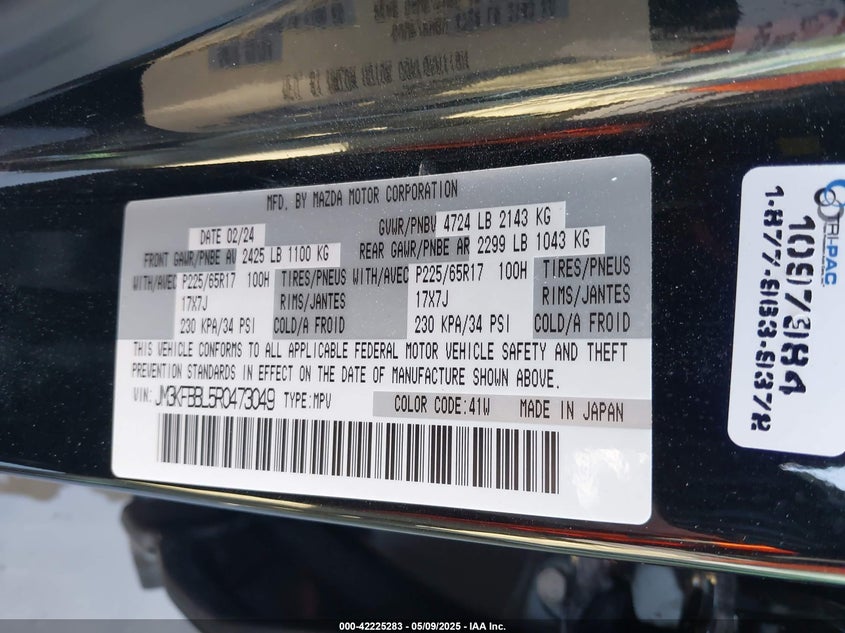 MFD. BY MAZDA MOTOR CORPORATION
DATE 02/24
GVWR/PNBV 4724 LB 2143 KG
FRONT GAWR/PNBE AV 2425 LB 1100 KG
REAR GAWR/PNBE AR 2299 LB 1043 KG
WITH/AVEC P225/65R17 100H TIRES/PNEUS WITH/AVEC P225/65R17 100H TIRES/PNEUS
17X7J RIMS/JANTES 17X7J RIMS/JANTES
230 KPA/34 PSI COLD/A FROID 230 KPA/34 PSI COLD/A FROID
THIS VEHICLE CONFORMS TO ALL APPLICABLE FEDERAL MOTOR VEHICLE SAFETY AND THEFT
PREVENTION STANDARDS IN EFFECT ON THE DATE OF MANUFACTURE SHOWN ABOVE.
VIN: JM3KFBBL5R0473049 TYPE:MPV COLOR CODE:41W MADE IN JAPAN
TRI-PAC
1097984
1-877-983-9372
000-42225283 - 05/09/2025 - IAA Inc.